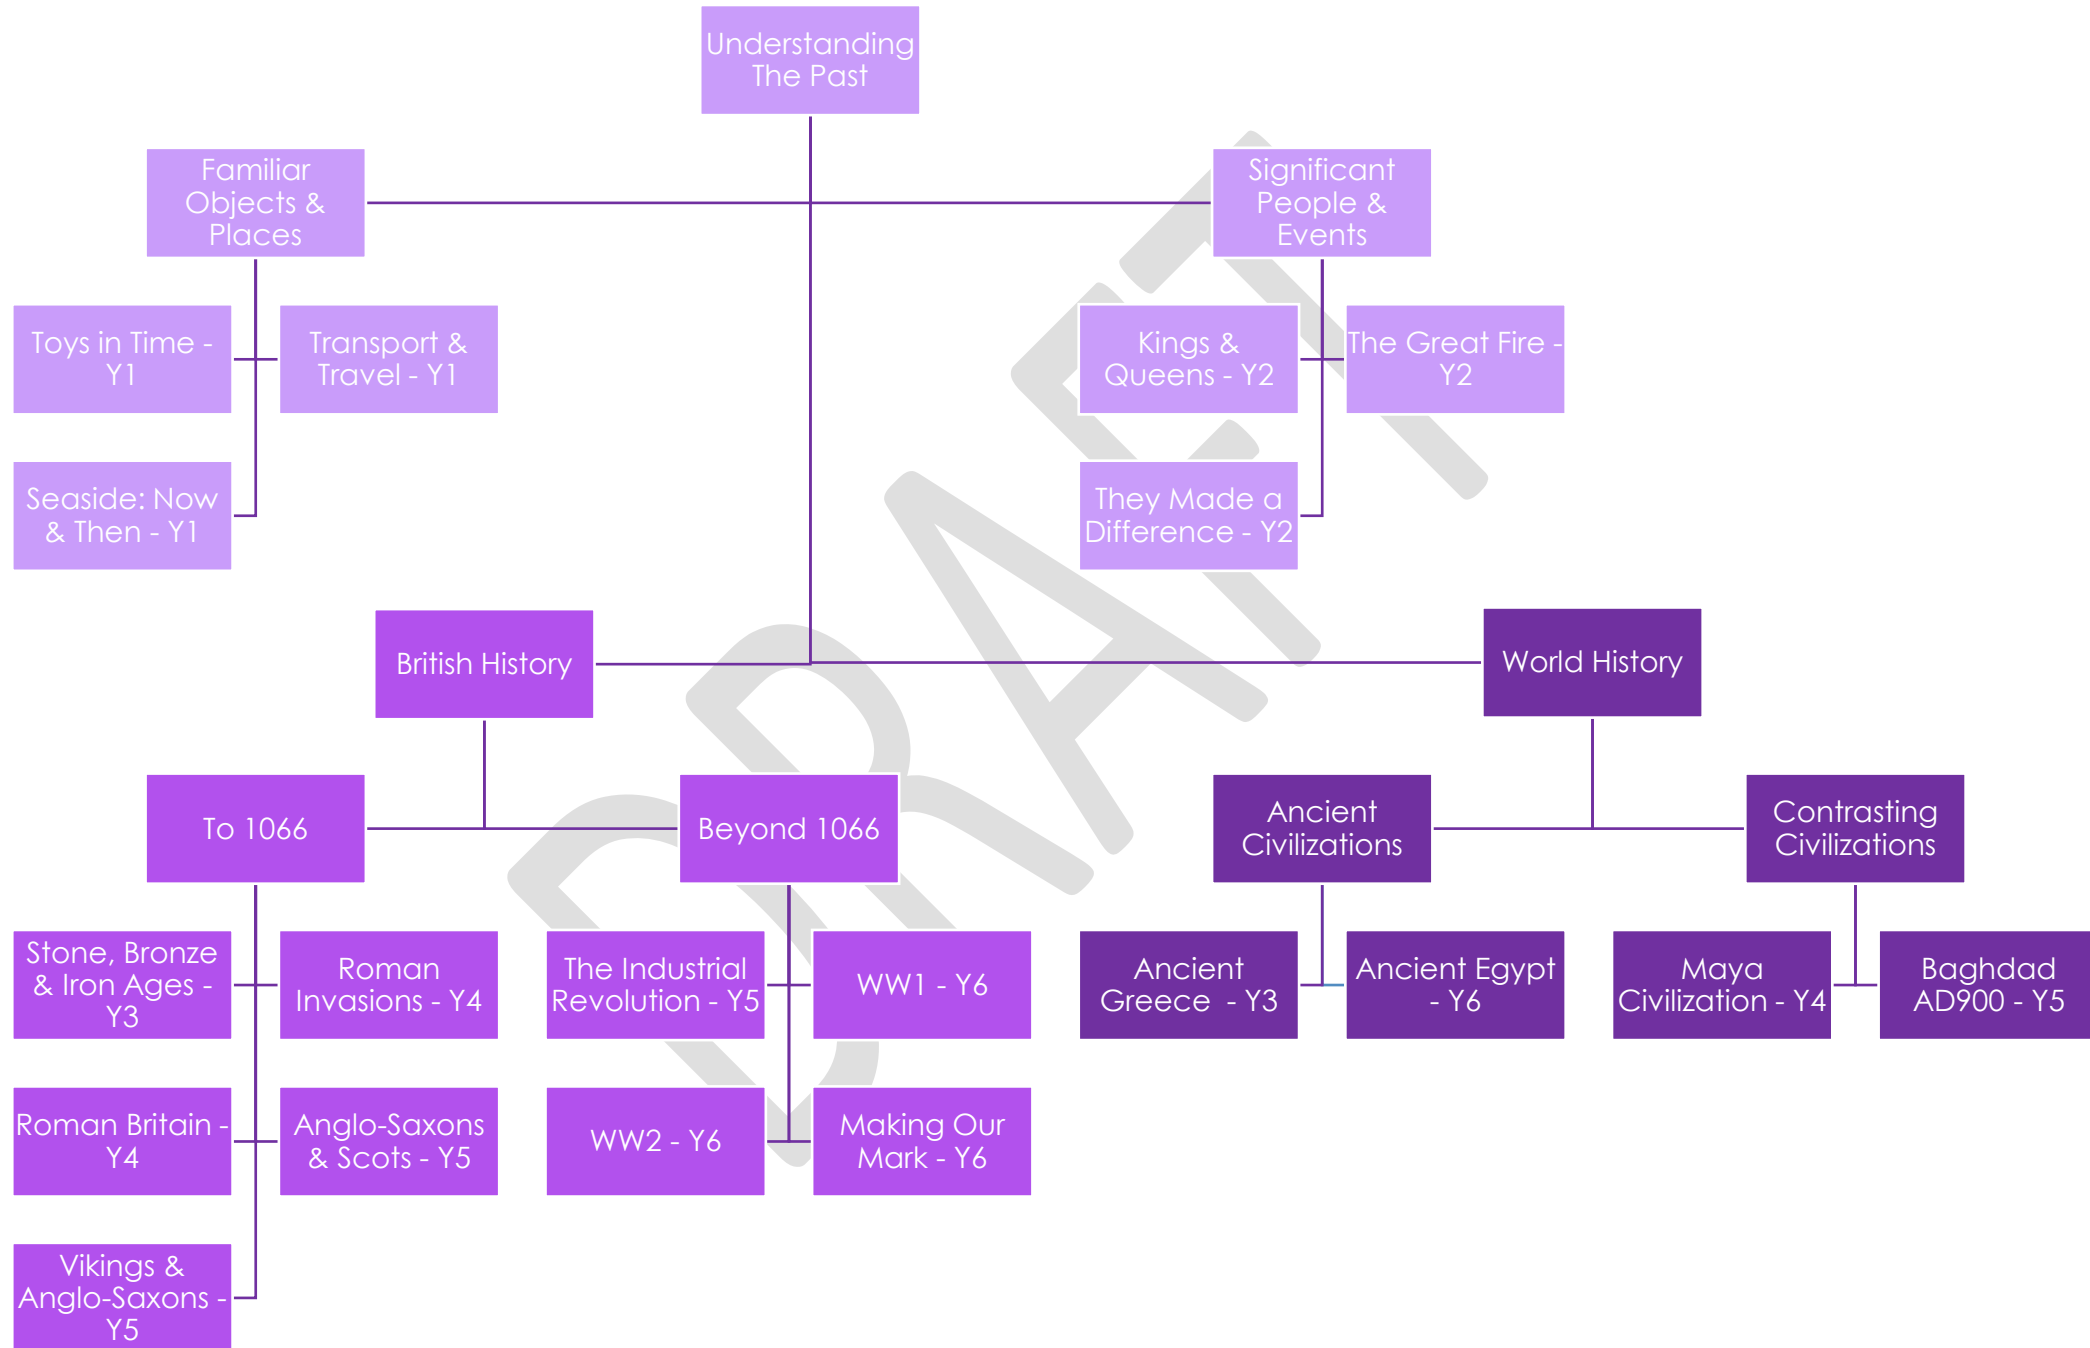 Understanding
The Past
Familiar
Objects &
Places
Significant
People &
Events
Toys in Time -
Y1
Transport &
Travel - Y1
Kings &
Queens - Y2
The Great Fire -
Y2
Seaside: Now
& Then - Y1
They Made a
Difference - Y2
British History
World History
To 1066
Beyond 1066
Ancient
Civilizations
Contrasting
Civilizations
Stone, Bronze
& Iron Ages -
Y3
Roman
Invasions - Y4
The Industrial
Revolution - Y5
WW1 - Y6
Ancient
Greece - Y3
Ancient Egypt
- Y6
Maya
Civilization - Y4
Baghdad
AD900 - Y5
Roman Britain -
Y4
Anglo-Saxons
& Scots - Y5
WW2 - Y6
Making Our
Mark - Y6
Vikings &
Anglo-Saxons -
Y5
DRAFT